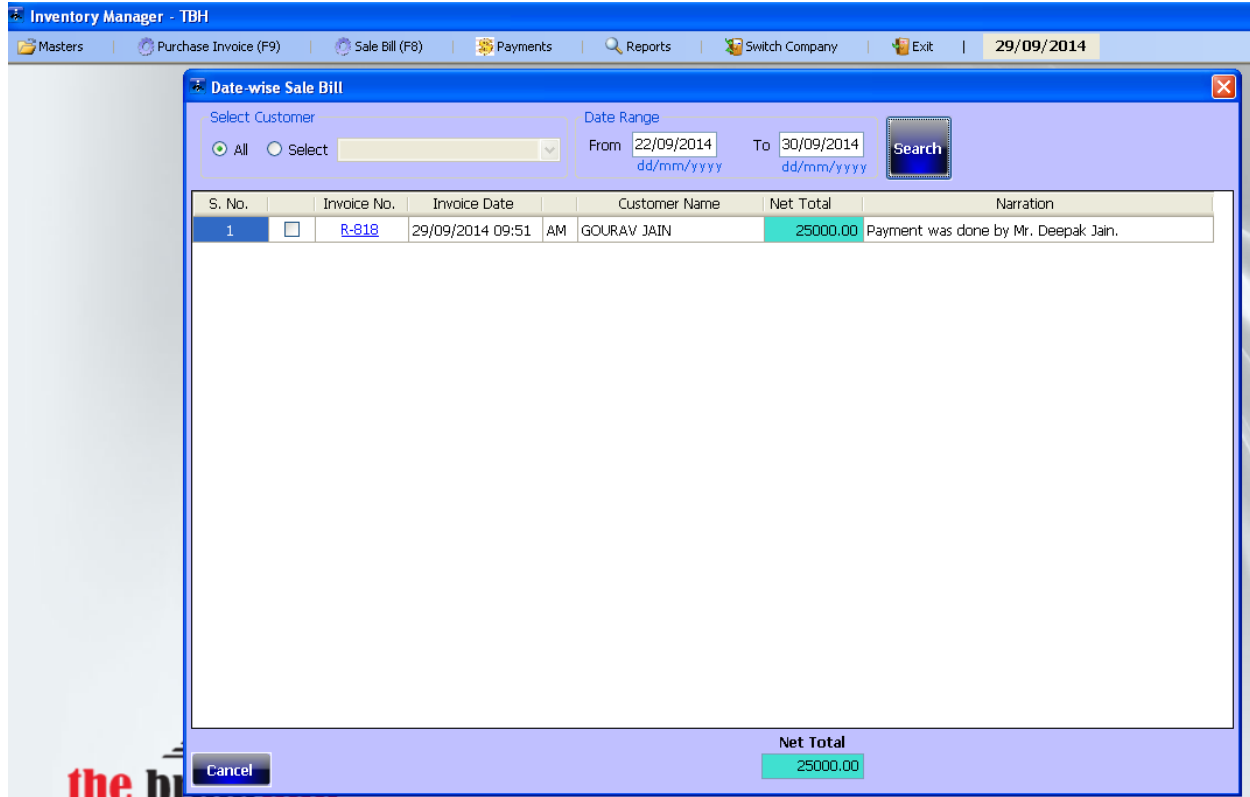 Inventory Manager - TBH
Masters | Purchase Invoice (F9) | Sale Bill (F8) | Payments | Reports | Switch Company | Exit | 29/09/2014
Date-wise Sale Bill
Select Customer Date Range
All Select From 22/09/2014 To 30/09/2014 Search
dd/mm/yyyy dd/mm/yyyy
S. No. Invoice No. Invoice Date Customer Name Net Total Narration
1 R-818 29/09/2014 09:51 AM GOURAV JAIN 25000.00 Payment was done by Mr. Deepak Jain.
Net Total
Cancel 25000.00
the